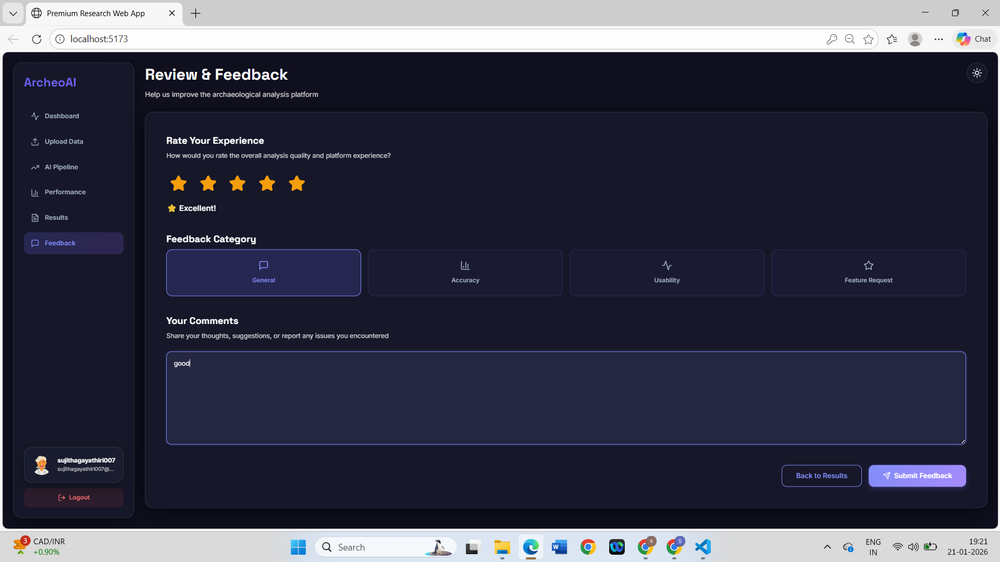 Premium Research Web App
localhost:5173
Chat
ArcheoAI
Dashboard
Upload Data
AI Pipeline
Performance
Results
Feedback
sujithagayathiri007
sujithagayathiri007@...
Logout
Review & Feedback
Help us improve the archaeological analysis platform
Rate Your Experience
How would you rate the overall analysis quality and platform experience?
Excellent!
Feedback Category
General
Accuracy
Usability
Feature Request
Your Comments
Share your thoughts, suggestions, or report any issues you encountered
good
Back to Results
Submit Feedback
3
CAD/INR
+0.90%
Search
W
S
S
ENG
IN
19:21
21-01-2026